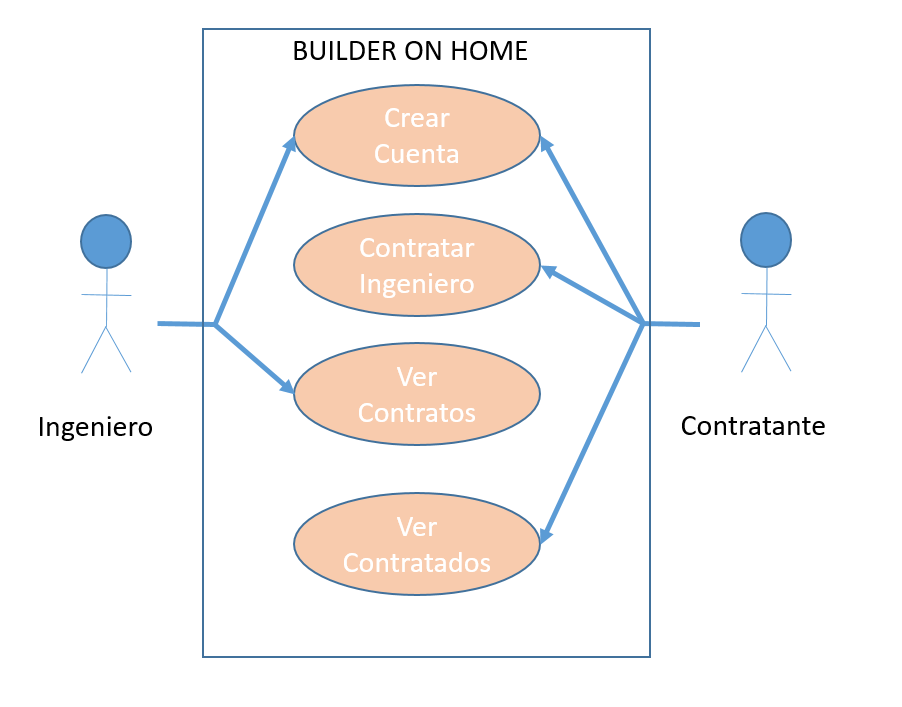 BUILDER ON HOME
Crear
Cuenta
Contratar
Ingeniero
Ver
Contratos
Ver
Contratados
Ingeniero
Contratante